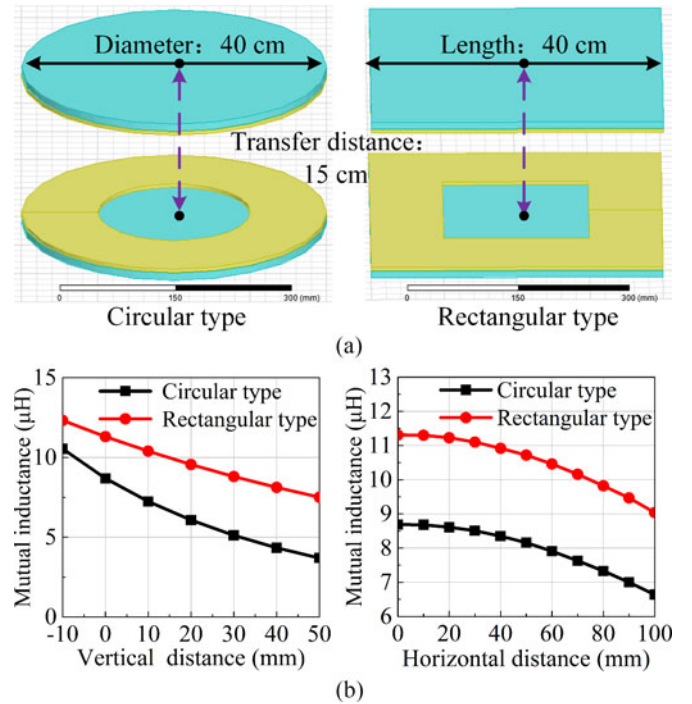 Diameter: 40 cm
Length: 40 cm
Transfer distance:
15 cm
0 150 300 (mm)
0 150 300 (mm)
Circular type
Rectangular type
(a)
15
10
5
0
Mutual inductance (μH)
Circular type
Rectangular type
-10 0 10 20 30 40 50
Vertical distance (mm)
13
12
11
10
9
8
7
6
Mutual inductance (μH)
Circular type
Rectangular type
0 20 40 60 80 100
Horizontal distance (mm)
(b)